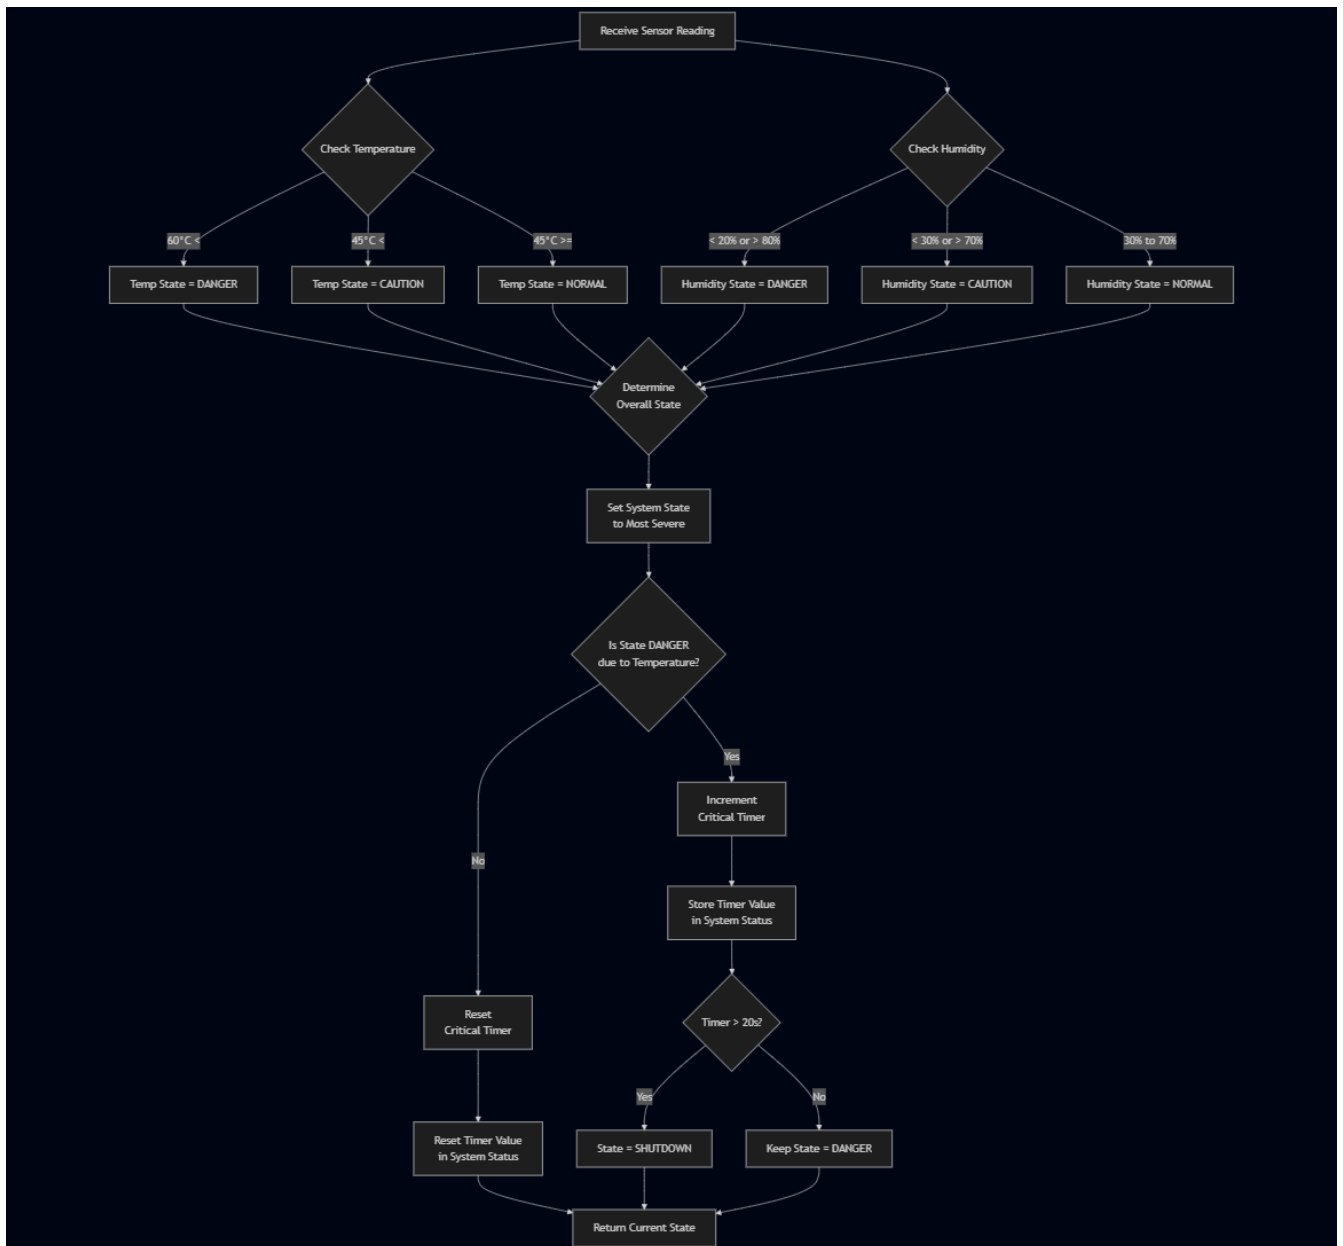 Receive Sensor Reading
Check Temperature
Check Humidity
60°C <
45°C <
45°C >=
< 20% or > 80%
< 30% or > 70%
30% to 70%
Temp State = DANGER
Temp State = CAUTION
Temp State = NORMAL
Humidity State = DANGER
Humidity State = CAUTION
Humidity State = NORMAL
Determine
Overall State
Set System State
to Most Severe
Is State DANGER
due to Temperature?
Yes
Increment
Critical Timer
No
Store Timer Value
in System Status
Reset
Critical Timer
Timer > 20s?
Yes
No
Reset Timer Value
in System Status
State = SHUTDOWN
Keep State = DANGER
Return Current State